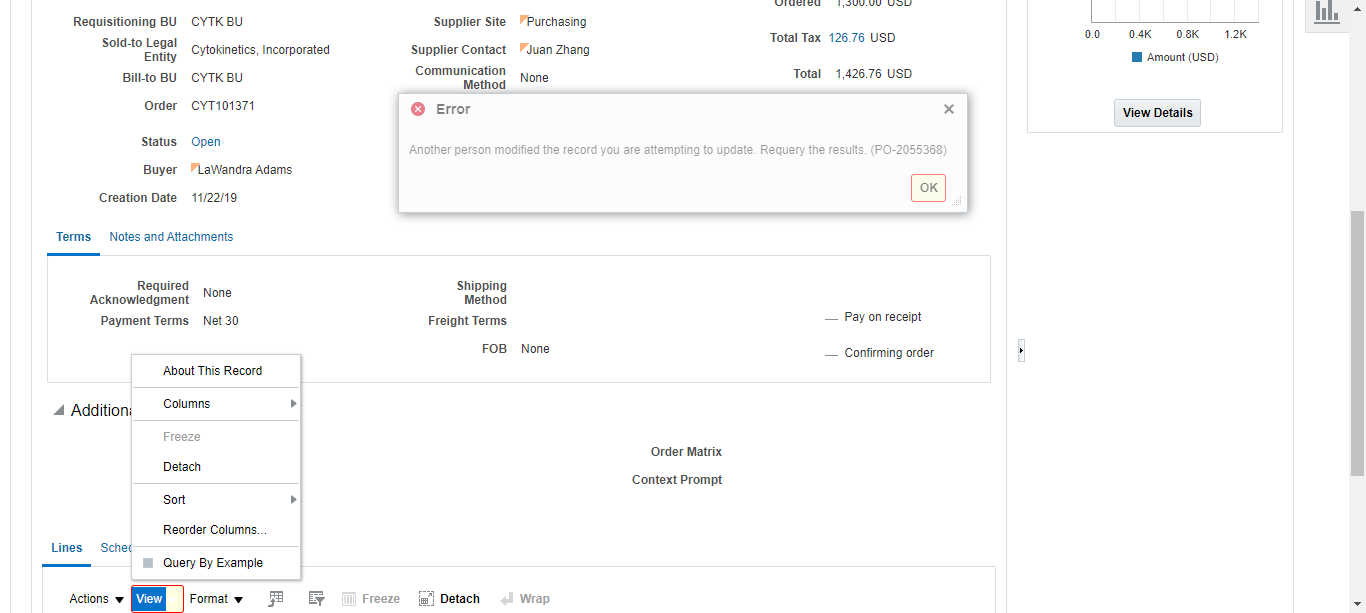 Ordered 1,300.00 USD
Requisitioning BU CYTK BU
Supplier Site Purchasing
Sold-to Legal Entity Cytokinetics, Incorporated
Supplier Contact Juan Zhang
Total Tax 126.76 USD
Bill-to BU CYTK BU
Communication Method None
Total 1,426.76 USD
Order CYT101371
Status Open
Buyer LaWandra Adams
Creation Date 11/22/19
0.0 0.4K 0.8K 1.2K
Amount (USD)
View Details
Error
Another person modified the record you are attempting to update. Requery the results. (PO-2055368)
OK
Terms Notes and Attachments
Required Acknowledgment None
Payment Terms Net 30
Shipping Method
Freight Terms
FOB None
Pay on receipt
Confirming order
Additiona
Order Matrix
Context Prompt
About This Record
Columns
Freeze
Detach
Sort
Reorder Columns...
Query By Example
Lines Sched
Actions View Format Freeze Detach Wrap